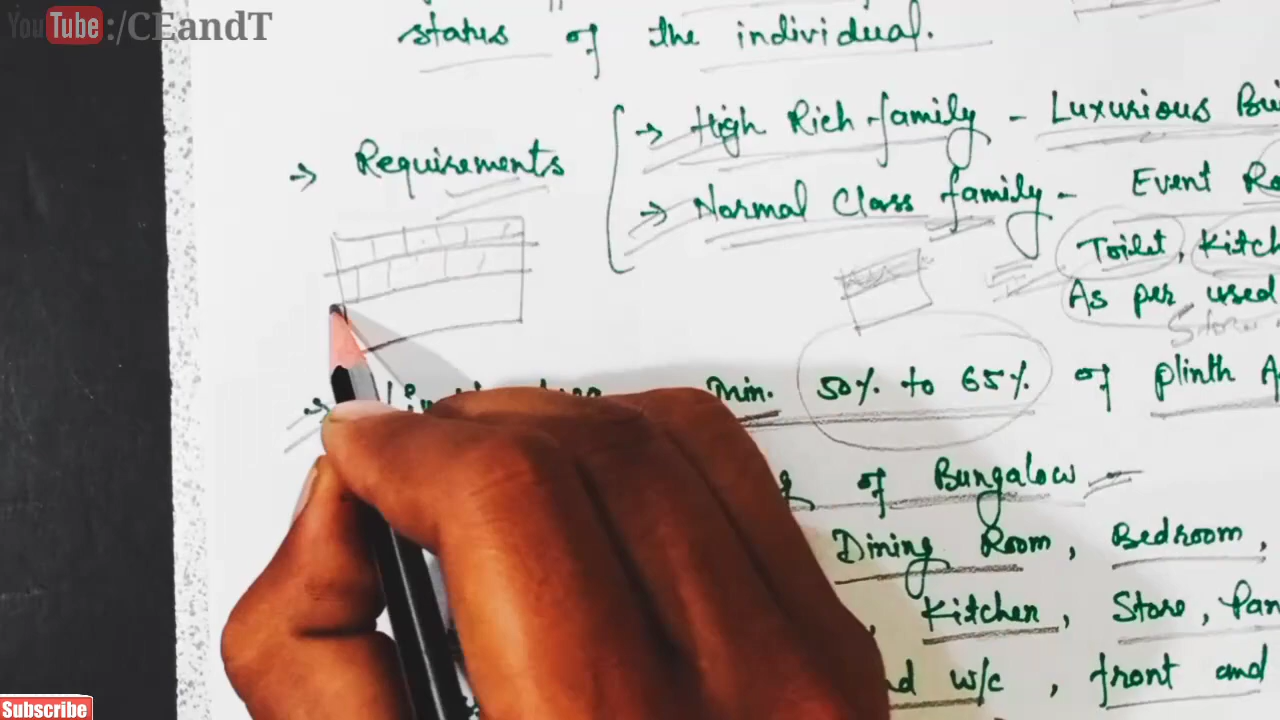 YouTube:/CEandT
status of the individual.
→ High Rich family - Luxurious
→ Requirements
→ Normal Class family - Event
Toilet,
As per used
→ min. 50% to 65% of plinth
of Bungalow
Dining Room, Bedroom,
, Kitchen, Store,
w/c, front and
Subscribe